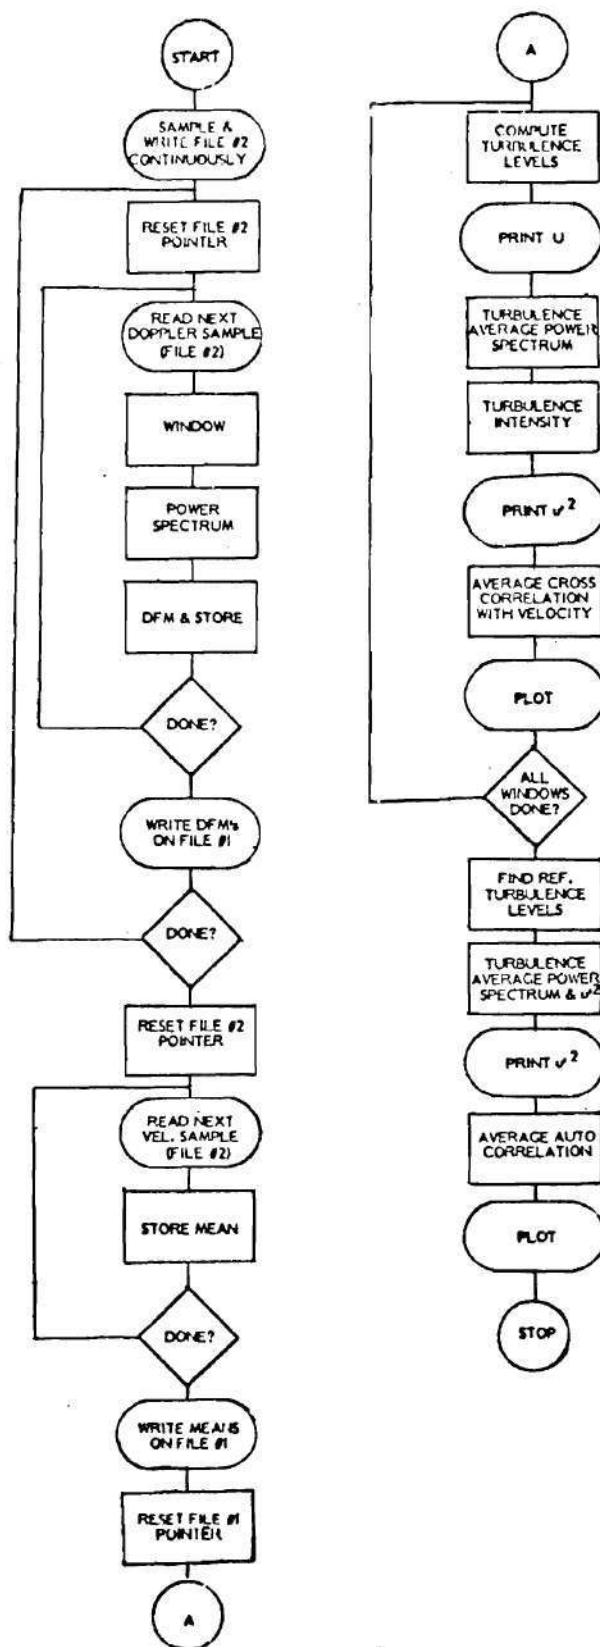 START
SAMPLE &
WRITE FILE #2
CONTINUOUSLY
RESET FILE #2
POINTER
READ NEXT
DOPPLER SAMPLE
(FILE #2)
WINDOW
POWER
SPECTRUM
DFM & STORE
DONE?
WRITE DFM's
ON FILE #1
DONE?
RESET FILE #2
POINTER
READ NEXT
VEL. SAMPLE
(FILE #2)
STORE MEAN
DONE?
WRITE MEANS
ON FILE #1
RESET FILE #1
POINTER
A
A
COMPUTE
TURBULENCE
LEVELS
PRINT U
TURBULENCE
AVERAGE POWER
SPECTRUM
TURBULENCE
INTENSITY
PRINT u'²
AVERAGE CROSS
CORRELATION
WITH VELOCITY
PLOT
ALL
WINDOWS
DONE?
FIND REF.
TURBULENCE
LEVELS
TURBULENCE
AVERAGE POWER
SPECTRUM & u'²
PRINT u'²
AVERAGE AUTO
CORRELATION
PLOT
STOP